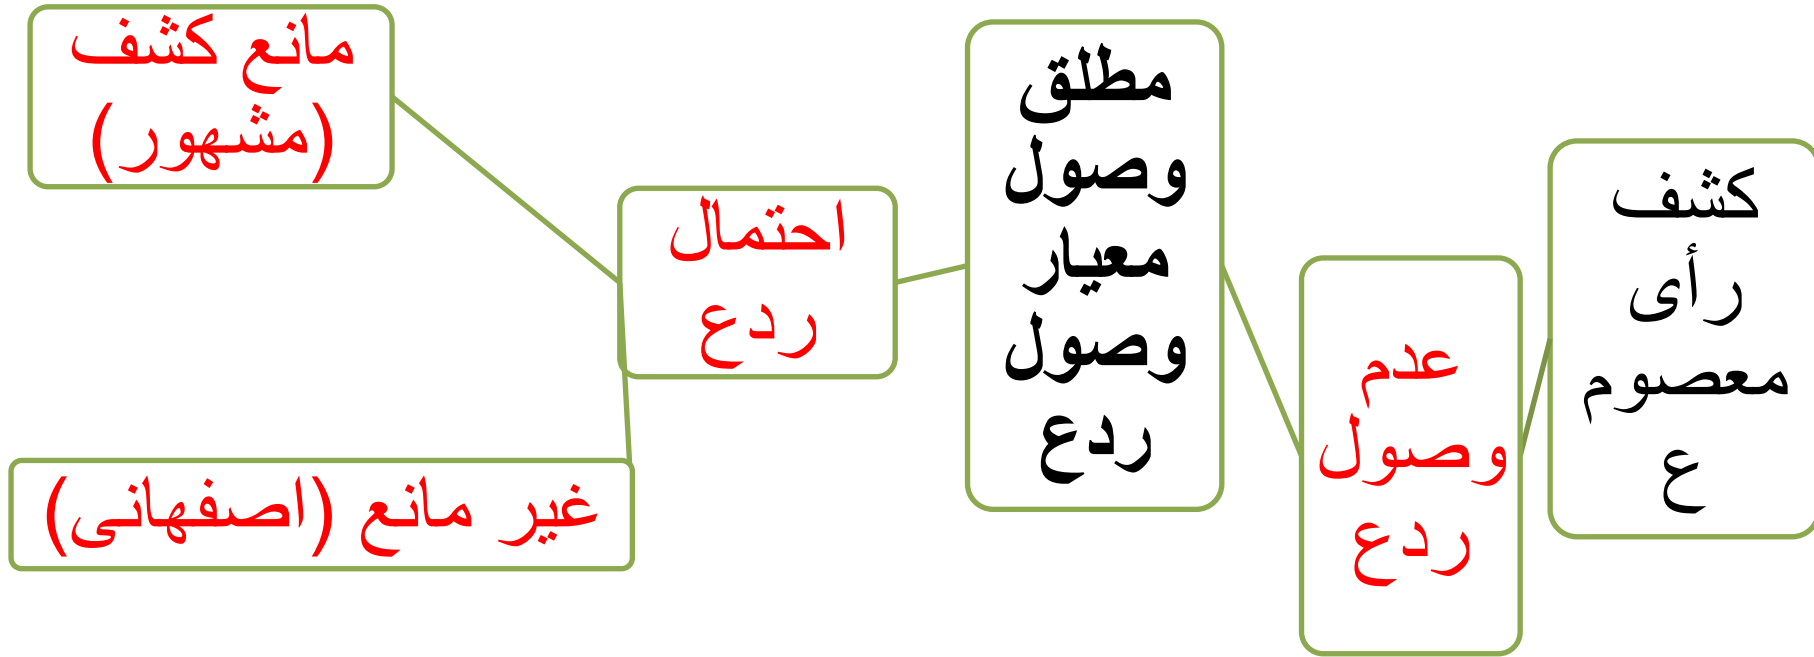 کشف
رأی
معصوم
ع
عدم
وصول
ردع
مطلق
وصول
معیار
وصول
ردع
احتمال
ردع
مانع کشف
(مشهور)
غیر مانع (اصفهانی)